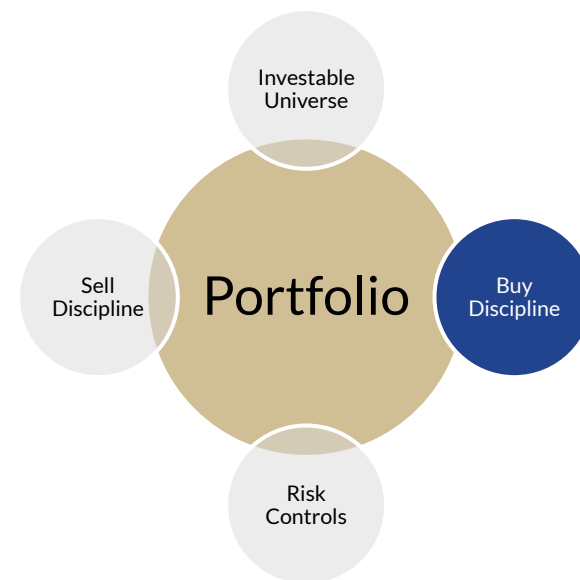 Investable
Universe
Sell
Discipline
Portfolio
Buy
Discipline
Risk
Controls